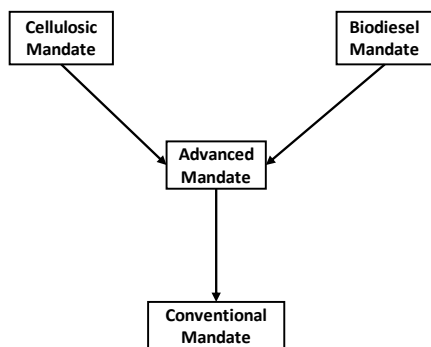 Cellulosic
Mandate
Biodiesel
Mandate
Advanced
Mandate
Conventional
Mandate